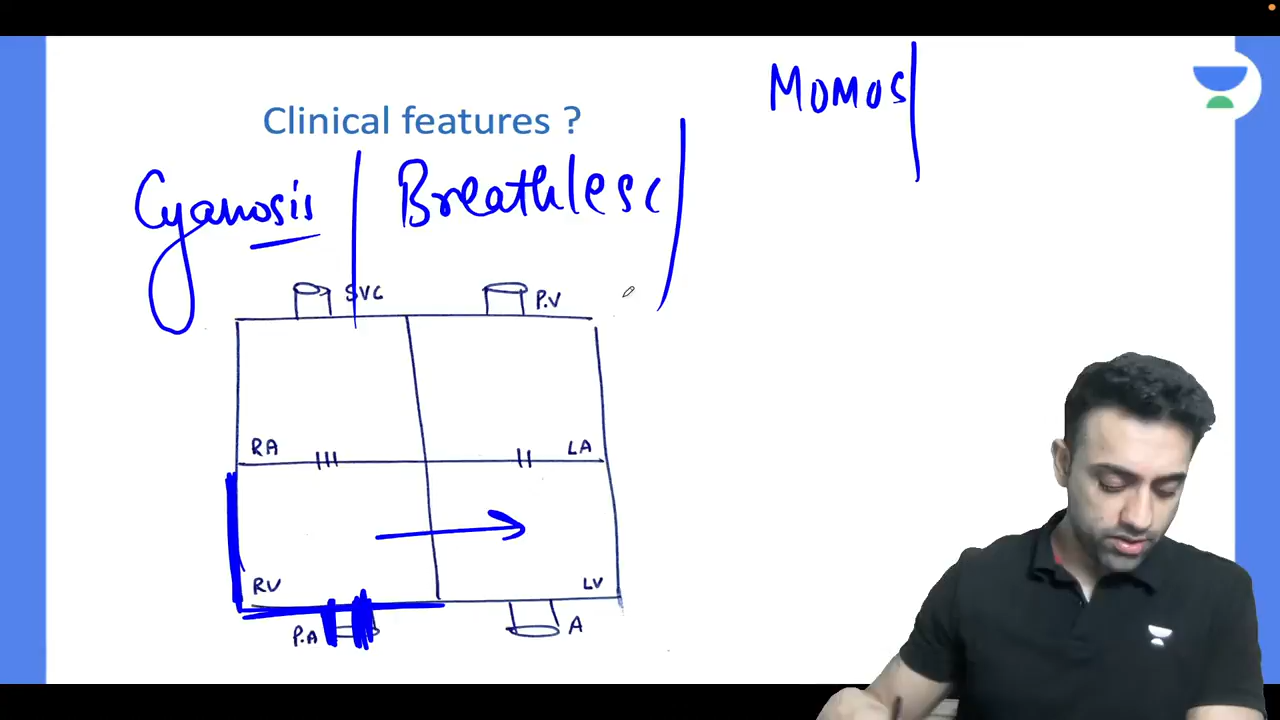 MOMOS
Clinical features ?
Cyanosis
Breathlesc
SVC
P.V
RA
LA
RV
LV
P.A
A